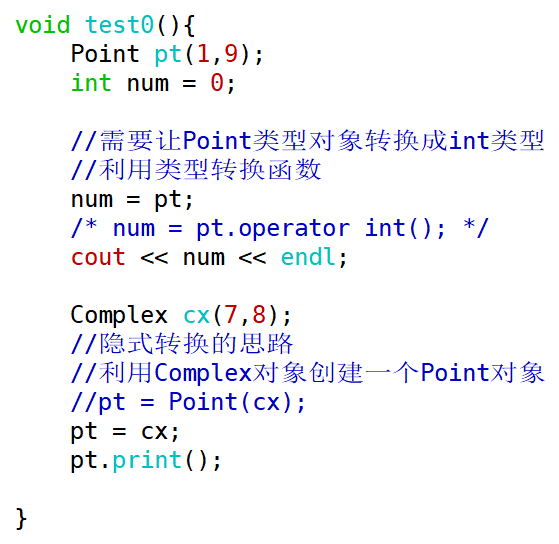 void test0(){
    Point pt(1,9);
    int num = 0;

    //需要让Point类型对象转换成int类型
    //利用类型转换函数
    num = pt;
    /* num = pt.operator int(); */
    cout << num << endl;

    Complex cx(7,8);
    //隐式转换的思路
    //利用Complex对象创建一个Point对象
    //pt = Point(cx);
    pt = cx;
    pt.print();

}